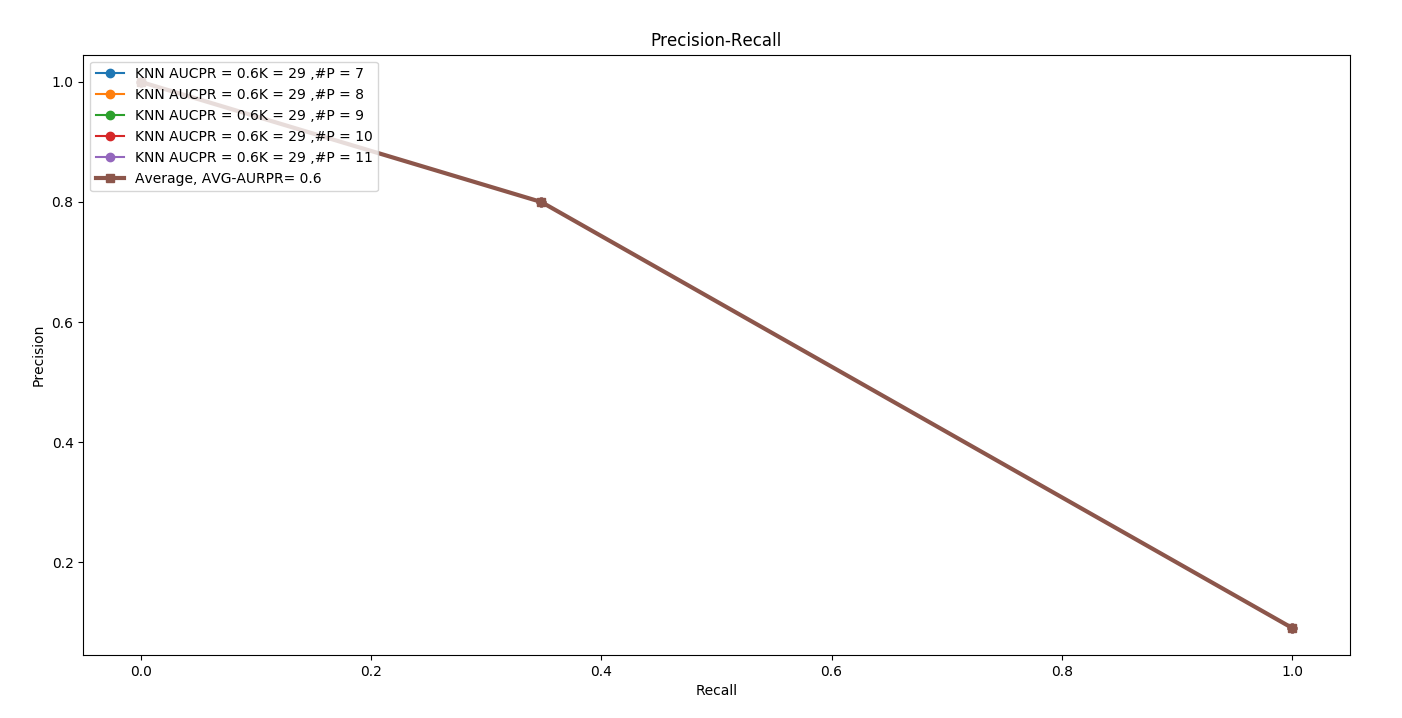 Precision-Recall
KNN AUCPR = 0.6K = 29 ,#P = 7
KNN AUCPR = 0.6K = 29 ,#P = 8
KNN AUCPR = 0.6K = 29 ,#P = 9
KNN AUCPR = 0.6K = 29 ,#P = 10
KNN AUCPR = 0.6K = 29 ,#P = 11
Average, AVG-AURPR= 0.6
1.0
0.8
0.6
0.4
0.2
Precision
0.0 0.2 0.4 0.6 0.8 1.0
Recall